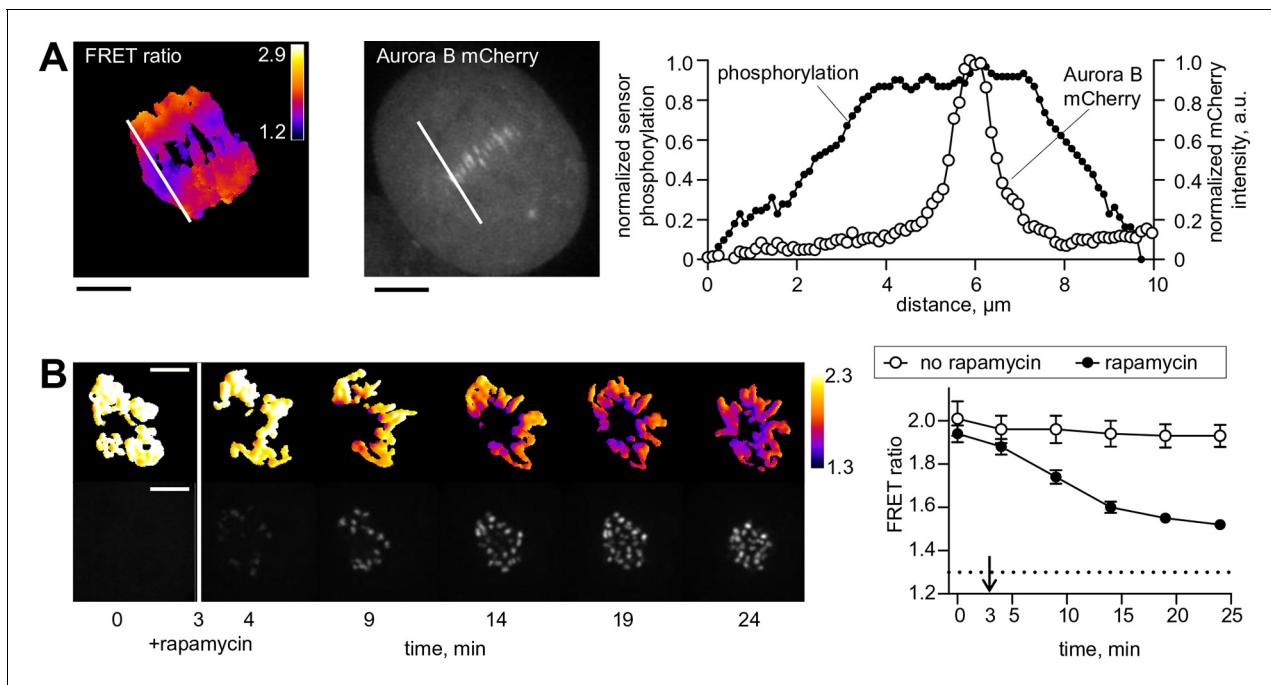 A
FRET ratio
2.9
1.2
Aurora B mCherry
normalized sensor
phosphorylation
1.0
0.8
0.6
0.4
0.2
0
phosphorylation
Aurora B
mCherry
1.0
0.8
0.6
0.4
0.2
0
normalized mCherry
intensity, a.u.
0 2 4 6 8 10
distance, µm
B
2.3
1.3
0 3 4 9 14 19 24
+rapamycin time, min
no rapamycin rapamycin
FRET ratio
2.0
1.8
1.6
1.4
1.2
0 3 5 10 15 20 25
time, min